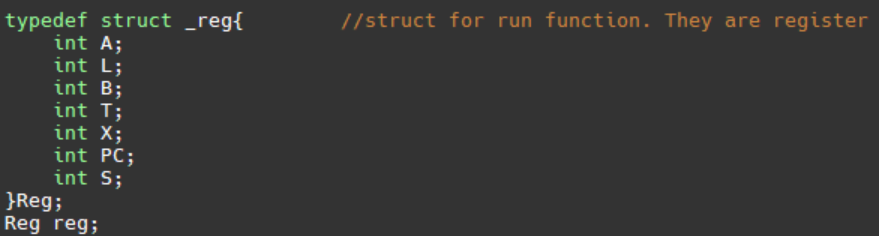 typedef struct _reg{        //struct for run function. They are register
    int A;
    int L;
    int B;
    int T;
    int X;
    int PC;
    int S;
}Reg;
Reg reg;